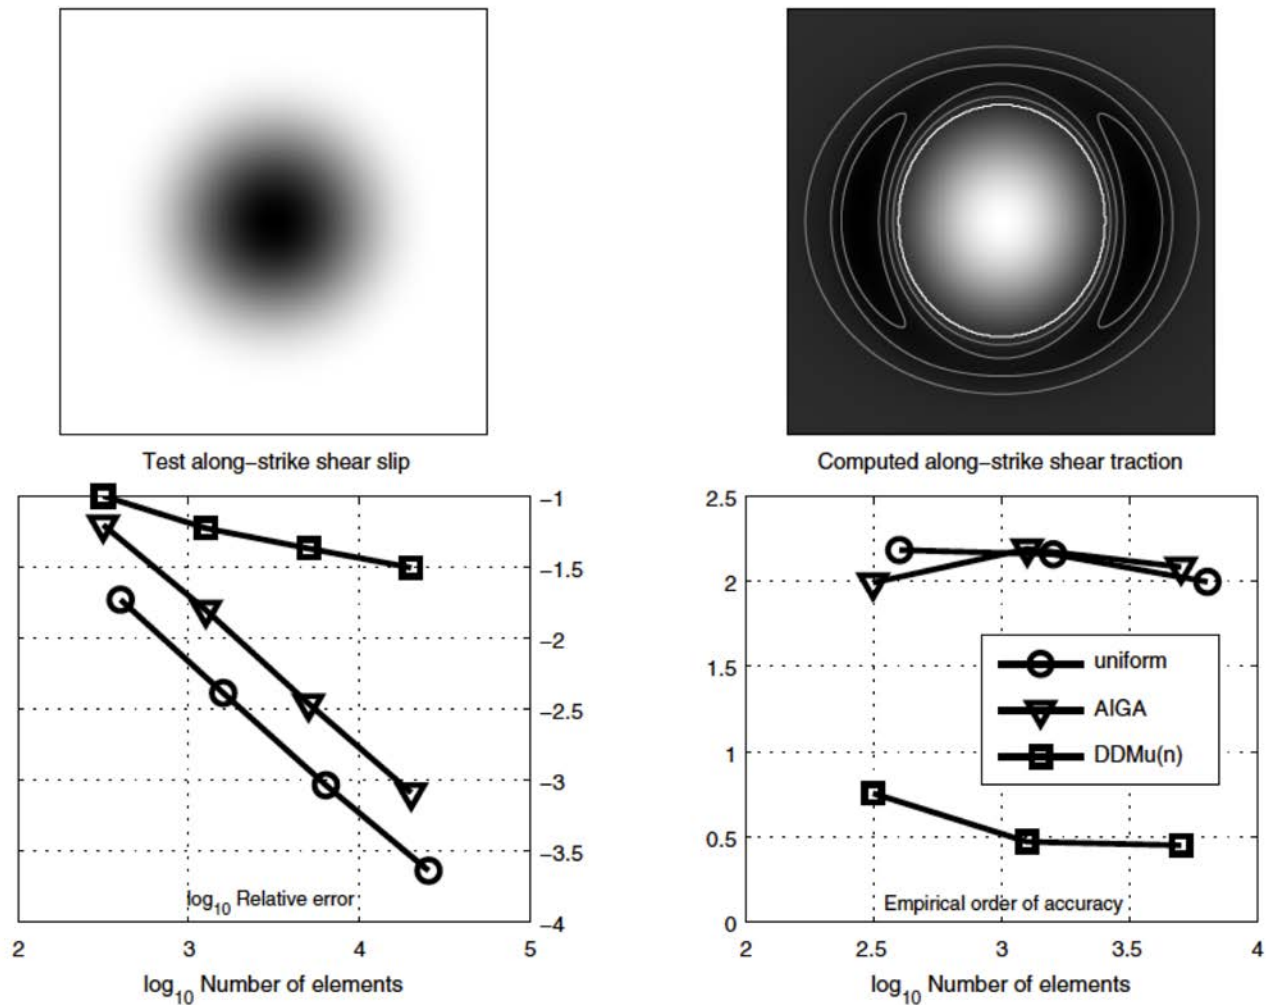 Test along−strike shear slip
Computed along−strike shear traction
−1
−1.5
−2
−2.5
−3
−3.5
−4
log10 Relative error
2
3
4
5
log10 Number of elements
2.5
2
1.5
1
0.5
0
uniform
AIGA
DDMu(n)
Empirical order of accuracy
2
2.5
3
3.5
4
log10 Number of elements